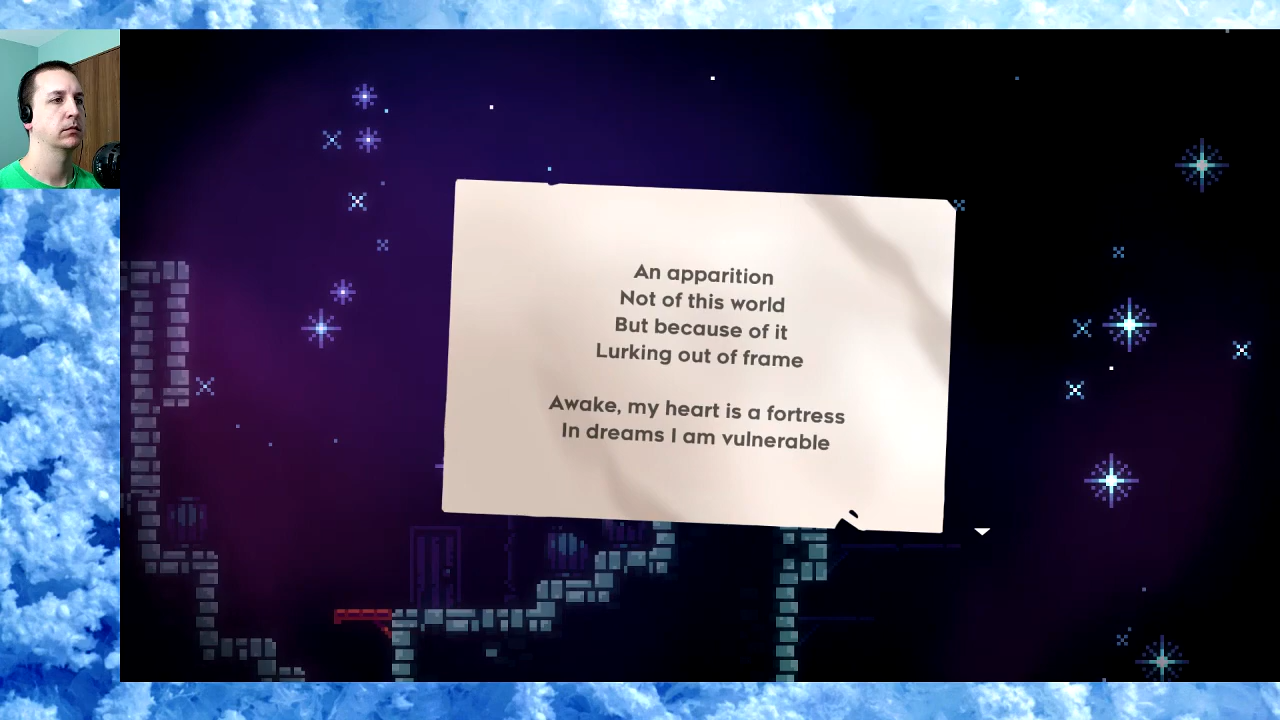 An apparition
Not of this world
But because of it
Lurking out of frame
Awake, my heart is a fortress
In dreams I am vulnerable